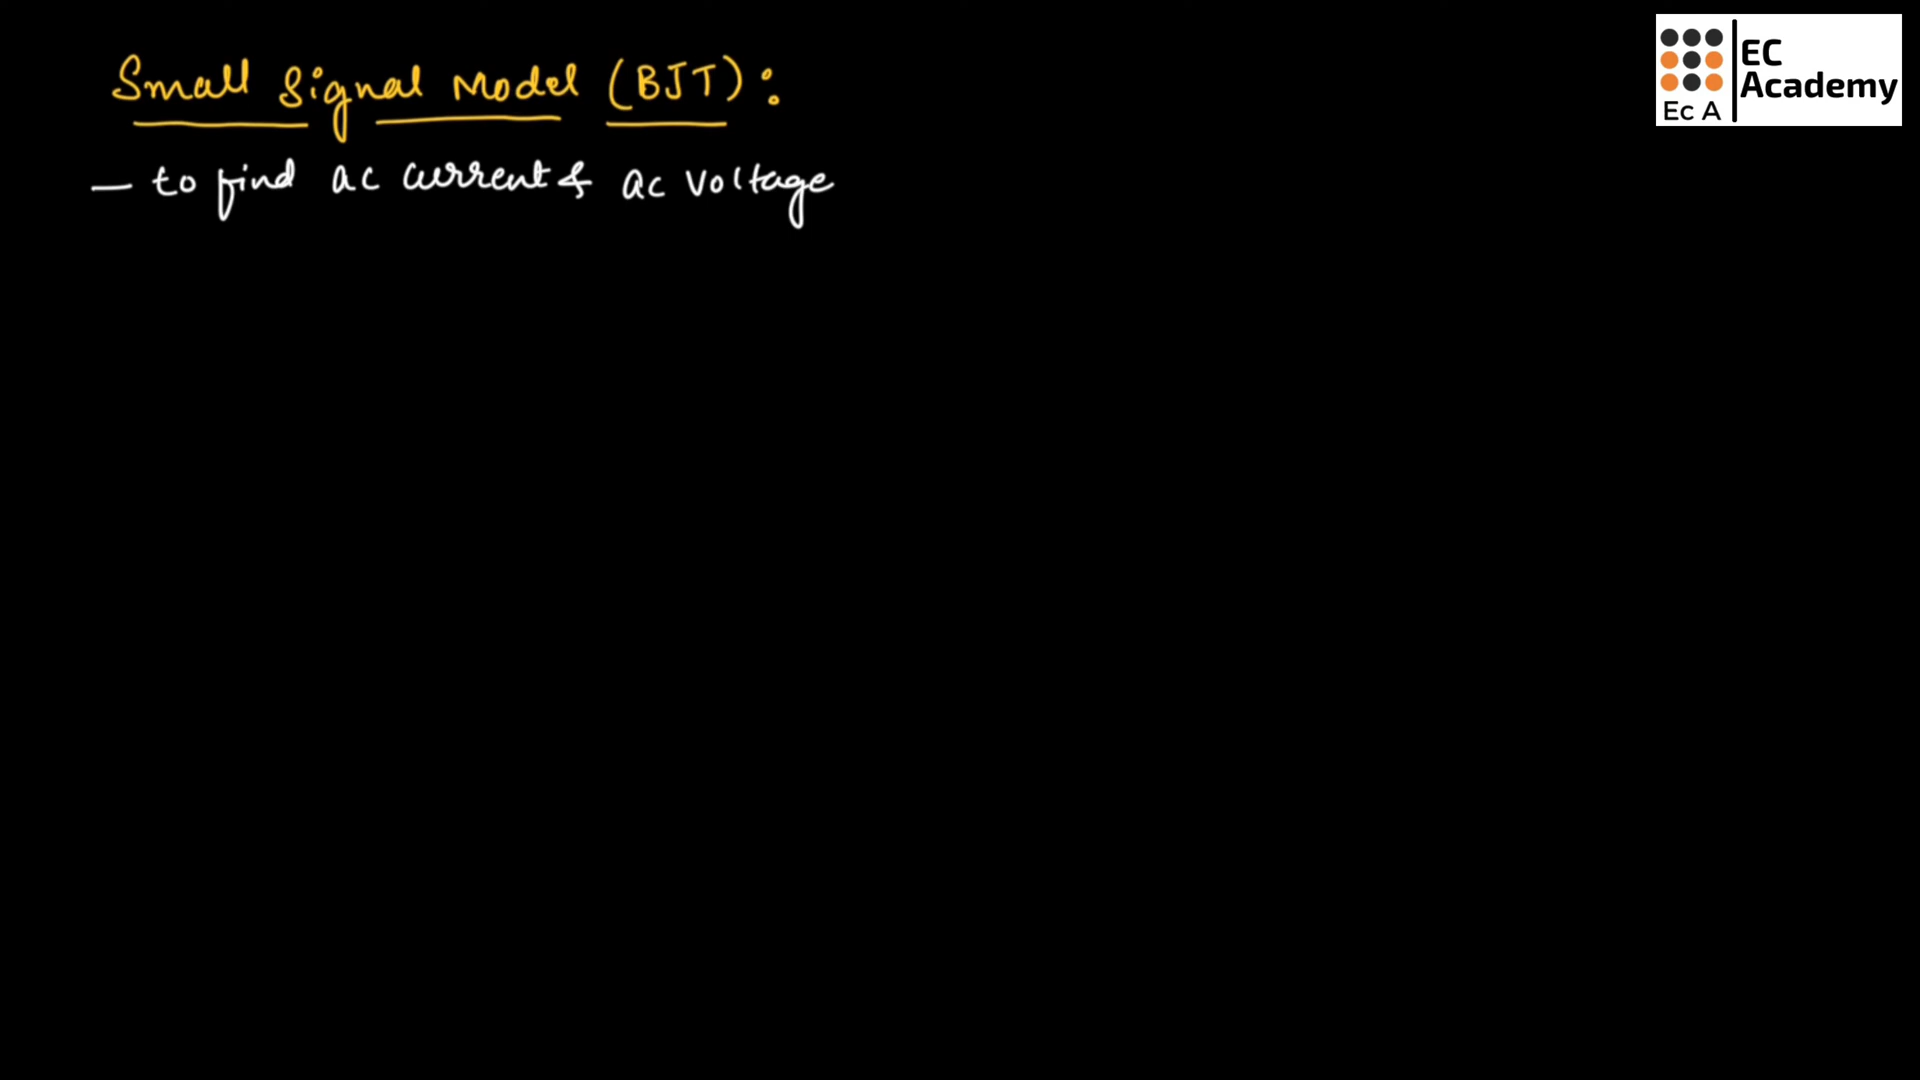 Small Signal Model (BJT):
— to find ac current & ac voltage
EC
Academy
Ec A